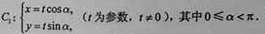 C₁: { x = t cos α, y = t sin α, (t 为参数, t ≠ 0), 其中 0 ≤ α < π.